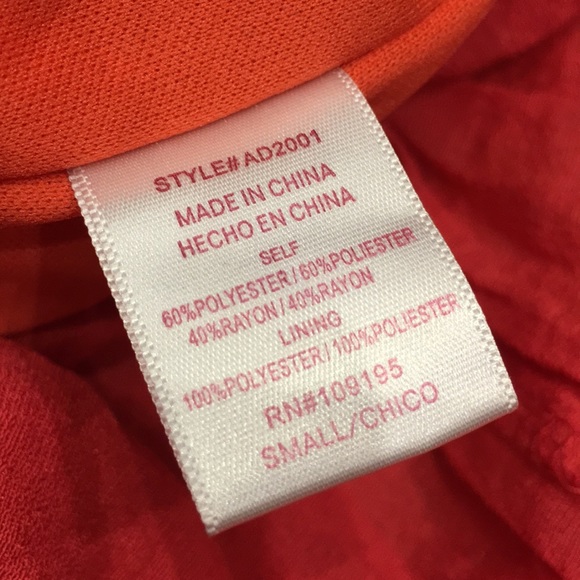 STYLE# AD2001
MADE IN CHINA
HECHO EN CHINA
SELF
60%POLYESTER / 60%POLIESTER
40%RAYON / 40%RAYON
LINING
100%POLYESTER / 100%POLIESTER
RN#109195
SMALL/CHICO